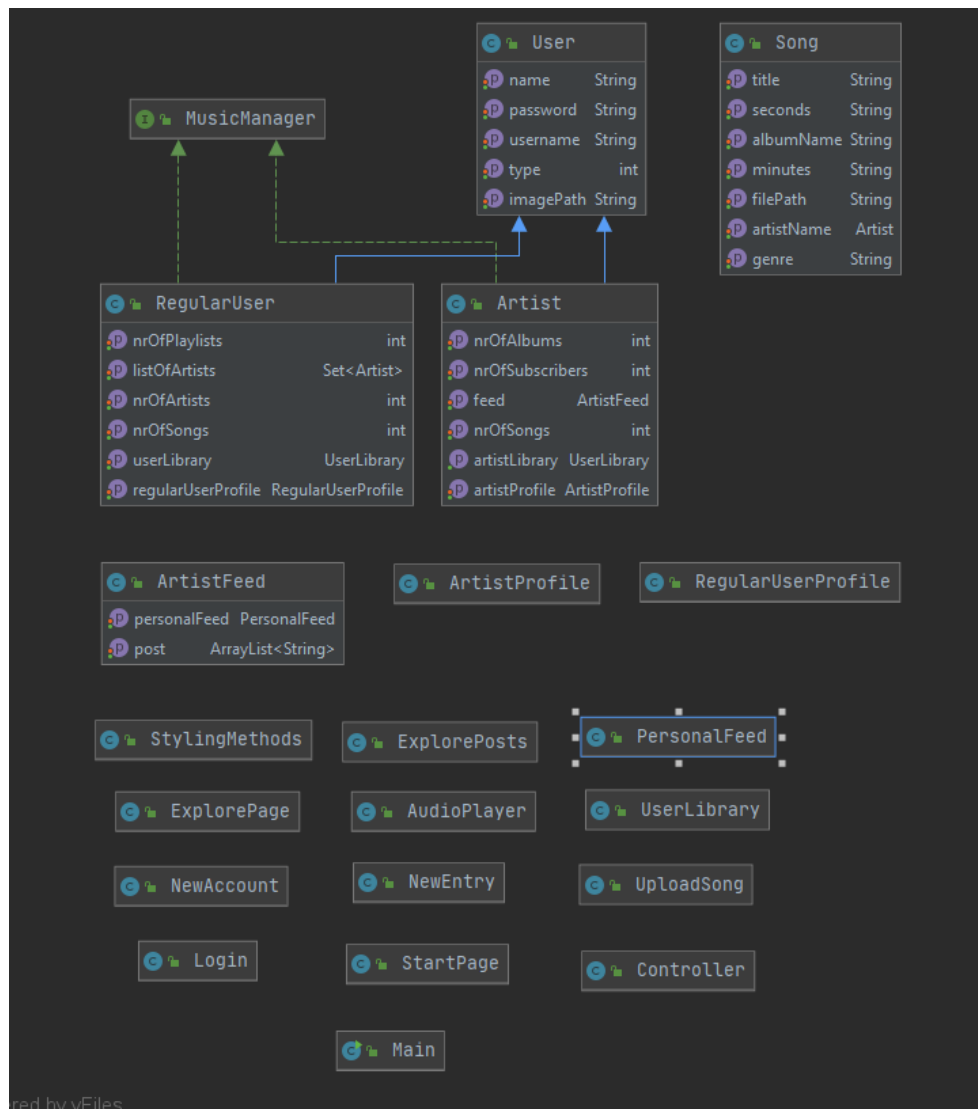 User
name String
password String
username String
type int
imagePath String
Song
title String
seconds String
albumName String
minutes String
filePath String
artistName Artist
genre String
MusicManager
RegularUser
nrOfPlaylists int
listOfArtists Set<Artist>
nrOfArtists int
nrOfSongs int
userLibrary UserLibrary
regularUserProfile RegularUserProfile
Artist
nrOfAlbums int
nrOfSubscribers int
feed ArtistFeed
nrOfSongs int
artistLibrary UserLibrary
artistProfile ArtistProfile
ArtistFeed
personalFeed PersonalFeed
post ArrayList<String>
ArtistProfile
RegularUserProfile
StylingMethods
ExplorePosts
PersonalFeed
ExplorePage
AudioPlayer
UserLibrary
NewAccount
NewEntry
UploadSong
Login
StartPage
Controller
Main
ered by yFiles